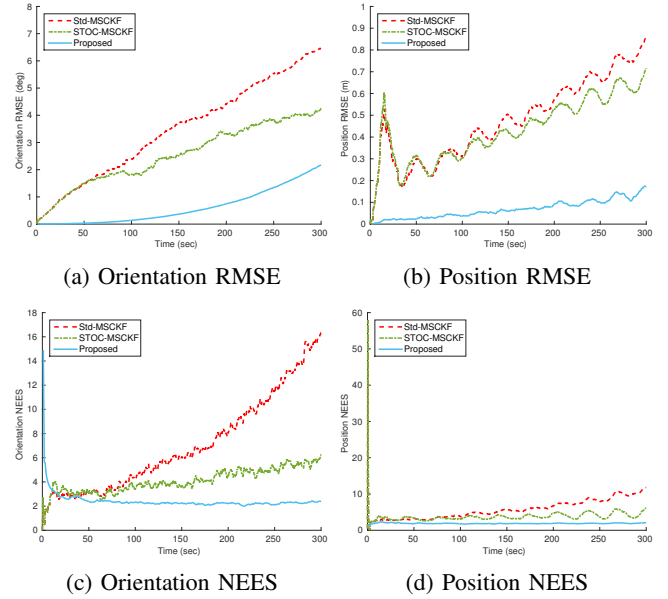 Std-MSCKF
STOC-MSCKF
Proposed
Orientation RMSE (deg)
8
7
6
5
4
3
2
1
0
0 50 100 150 200 250 300
Time (sec)
(a) Orientation RMSE
Std-MSCKF
STOC-MSCKF
Proposed
Position RMSE (m)
1
0.9
0.8
0.7
0.6
0.5
0.4
0.3
0.2
0.1
0
0 50 100 150 200 250 300
Time (sec)
(b) Position RMSE
Std-MSCKF
STOC-MSCKF
Proposed
Orientation NEES
18
16
14
12
10
8
6
4
2
0
0 50 100 150 200 250 300
Time (sec)
(c) Orientation NEES
Std-MSCKF
STOC-MSCKF
Proposed
Position NEES
60
50
40
30
20
10
0
0 50 100 150 200 250 300
Time (sec)
(d) Position NEES